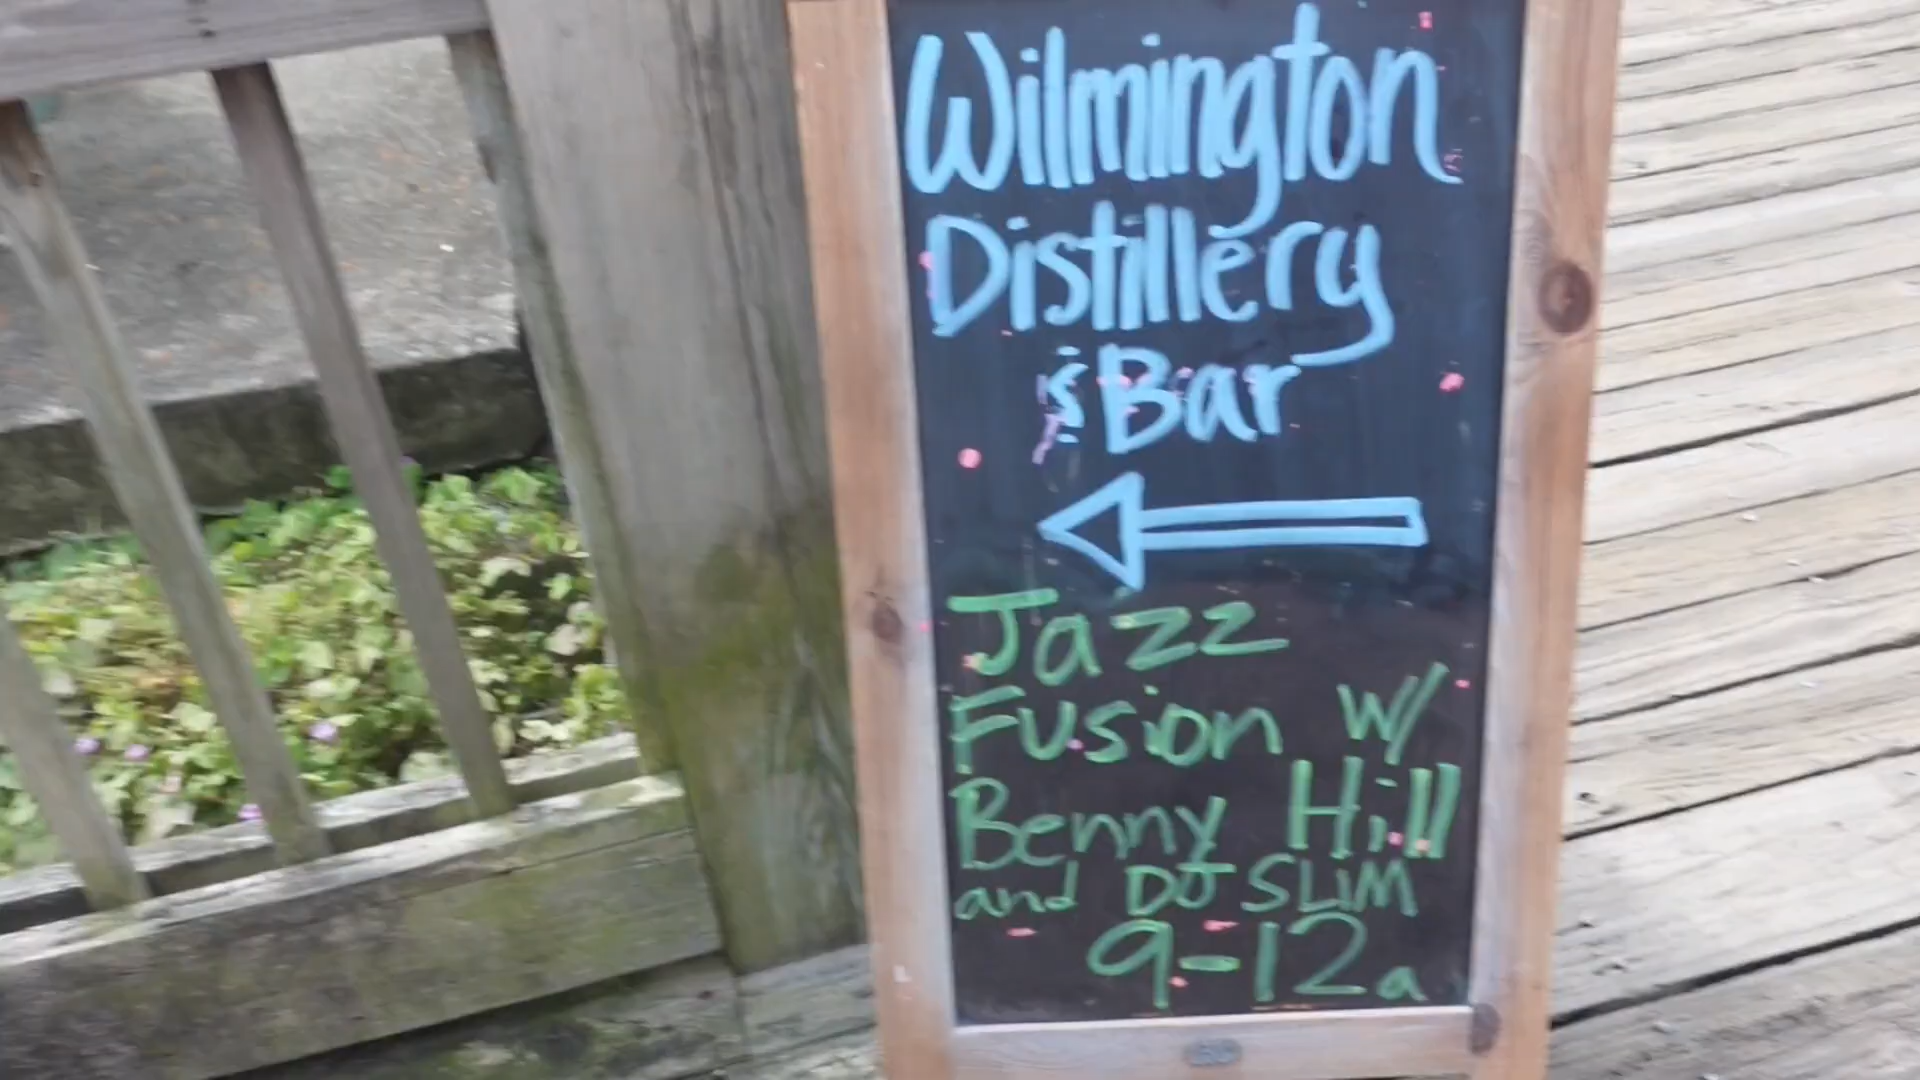 Wilmington
Distillery
& Bar
Jazz
Fusion w/
Benny Hill
and DJ SLIM
9-12a